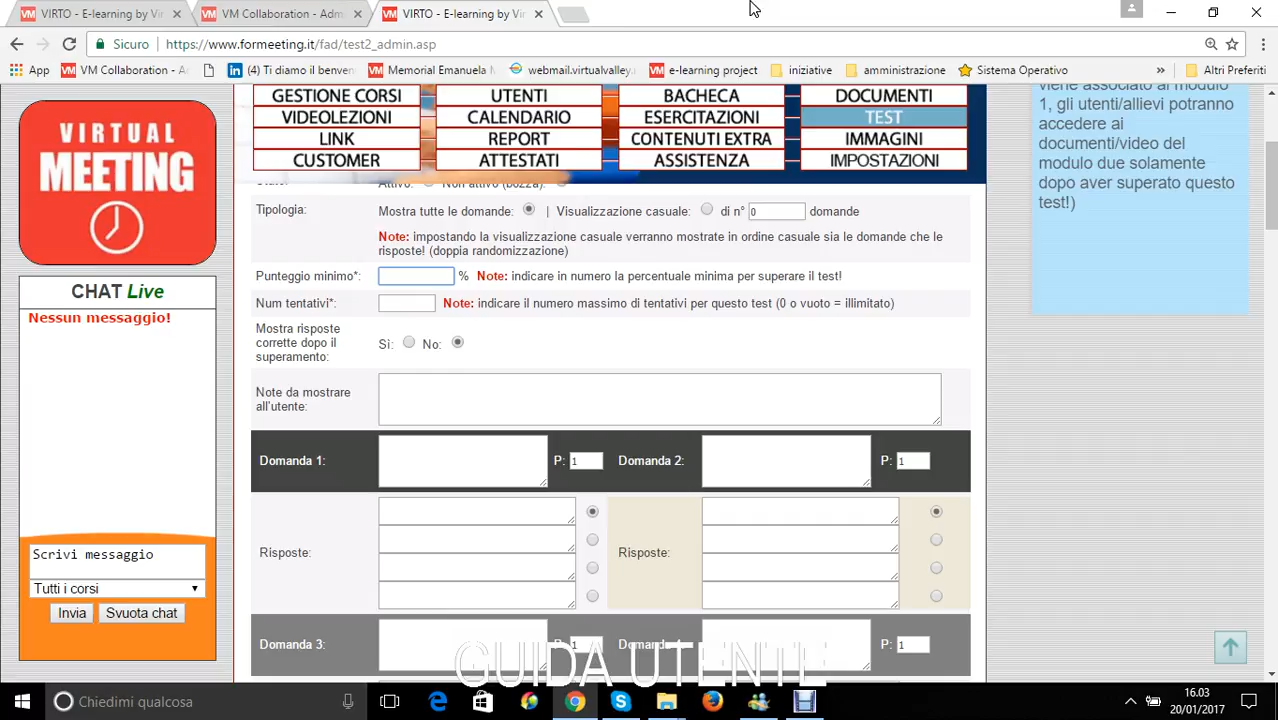 VIRTO - E-learning by Vir
VM Collaboration - Adm
VIRTO - E-learning by Vir
Sicuro
https://www.formeeting.it/fad/test2_admin.asp
App
VM Collaboration - A
(4) Ti diamo il benven
Memorial Emanuela M
webmail.virtualvalley.
e-learning project
iniziative
amministrazione
Sistema Operativo
»
Altri Preferiti
VIRTUAL
MEETING
GESTIONE CORSI
UTENTI
BACHECA
DOCUMENTI
VIDEOLEZIONI
CALENDARIO
ESERCITAZIONI
TEST
LINK
REPORT
CONTENUTI EXTRA
IMMAGINI
CUSTOMER
ATTESTATI
ASSISTENZA
IMPOSTAZIONI
viene associato al modulo
1, gli utenti/allievi potranno
accedere ai
documenti/video del
modulo due solamente
dopo aver superato questo
test!)
Stato:
Attivo:
Non attivo (bozza):
Tipologia:
Mostra tutte le domande:
| Visualizzazione casuale:
di n° 0 domande
Note: impostando la visualizzazione casuale verranno mostrate in ordine casuale sia le domande che le
risposte! (doppia randomizzazione)
Punteggio minimo*:
% Note: indicare in numero la percentuale minima per superare il test!
Num tentativi*:
Note: indicare il numero massimo di tentativi per questo test (0 o vuoto = illimitato)
Mostra risposte
corrette dopo il
superamento:
Sì:
No:
Note da mostrare
all'utente:
Domanda 1:
P: 1
Domanda 2:
P: 1
Risposte:
Risposte:
Domanda 3:
P: 1
P: 1
CHAT Live
Nessun messaggio!
Scrivi messaggio
Tutti i corsi
Invia
Svuota chat
GUIDA UTENTE
Chiedimi qualcosa
16.03
20/01/2017